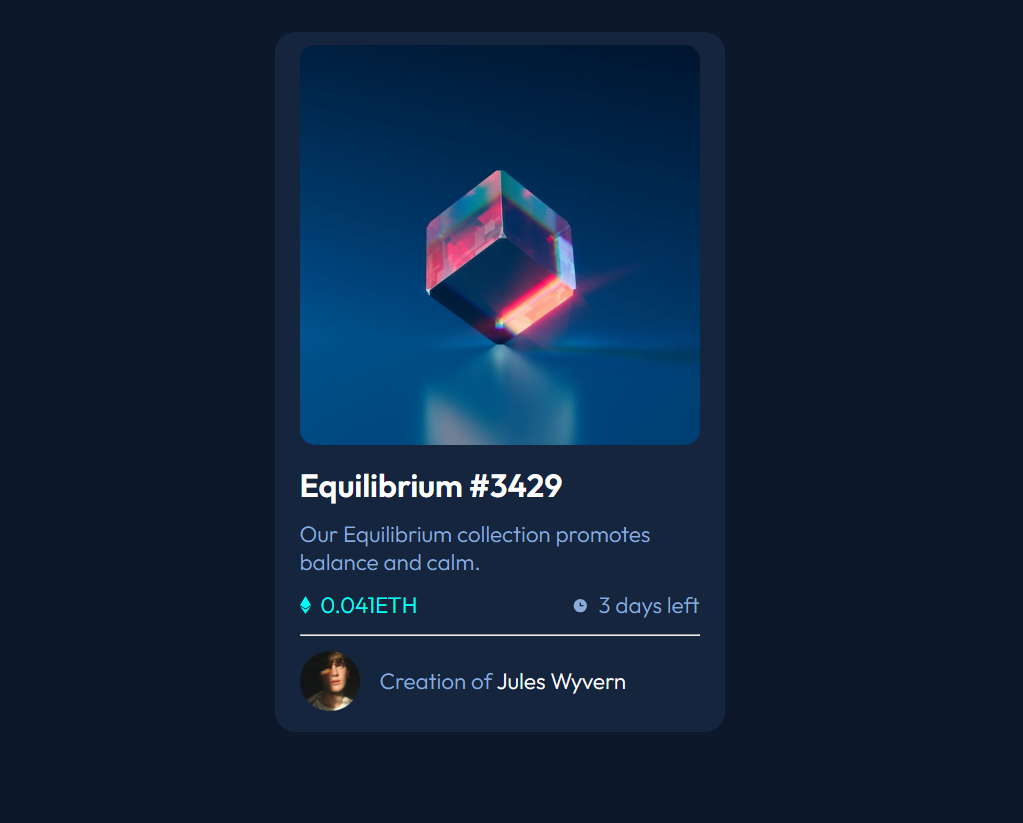 Equilibrium #3429
Our Equilibrium collection promotes
balance and calm.
0.041ETH
3 days left
Creation of Jules Wyvern